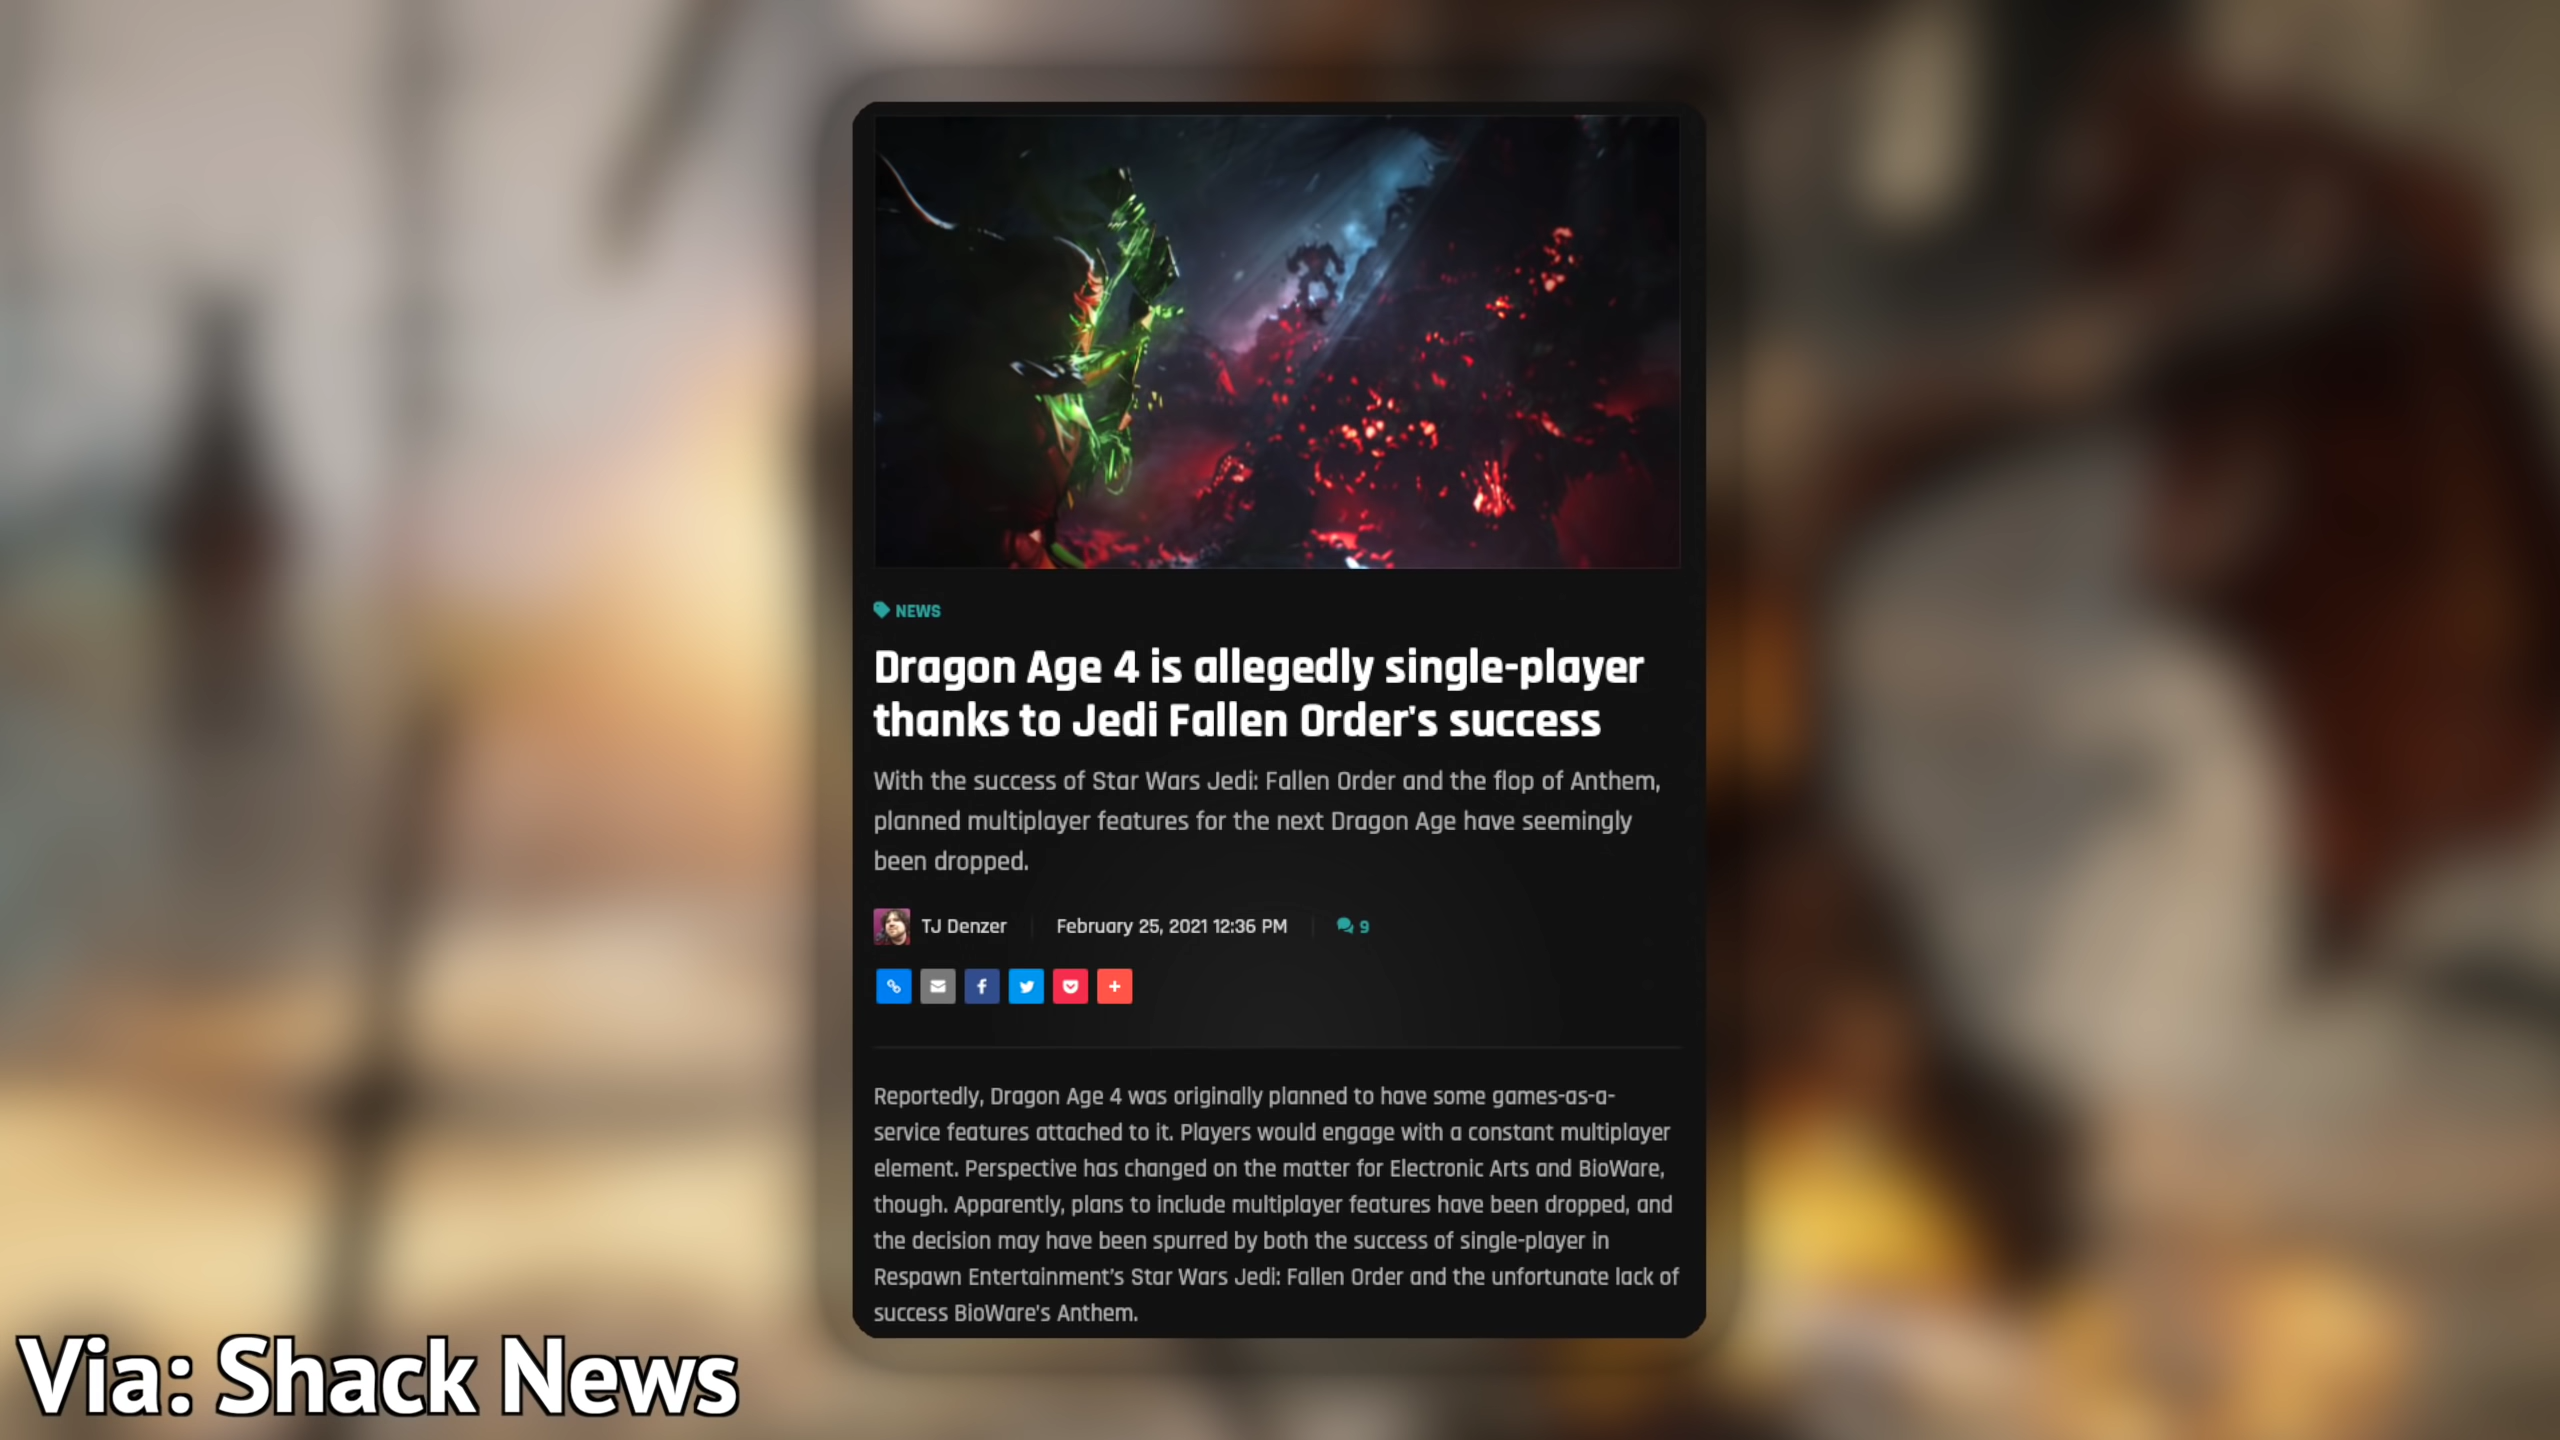 NEWS
Dragon Age 4 is allegedly single-player
thanks to Jedi Fallen Order's success
With the success of Star Wars Jedi: Fallen Order and the flop of Anthem,
planned multiplayer features for the next Dragon Age have seemingly
been dropped.
TJ Denzer February 25, 2021 12:36 PM 9
Reportedly, Dragon Age 4 was originally planned to have some games-as-a-
service features attached to it. Players would engage with a constant multiplayer
element. Perspective has changed on the matter for Electronic Arts and BioWare,
though. Apparently, plans to include multiplayer features have been dropped, and
the decision may have been spurred by both the success of single-player in
Respawn Entertainment's Star Wars Jedi: Fallen Order and the unfortunate lack of
success BioWare's Anthem.
Via: Shack News